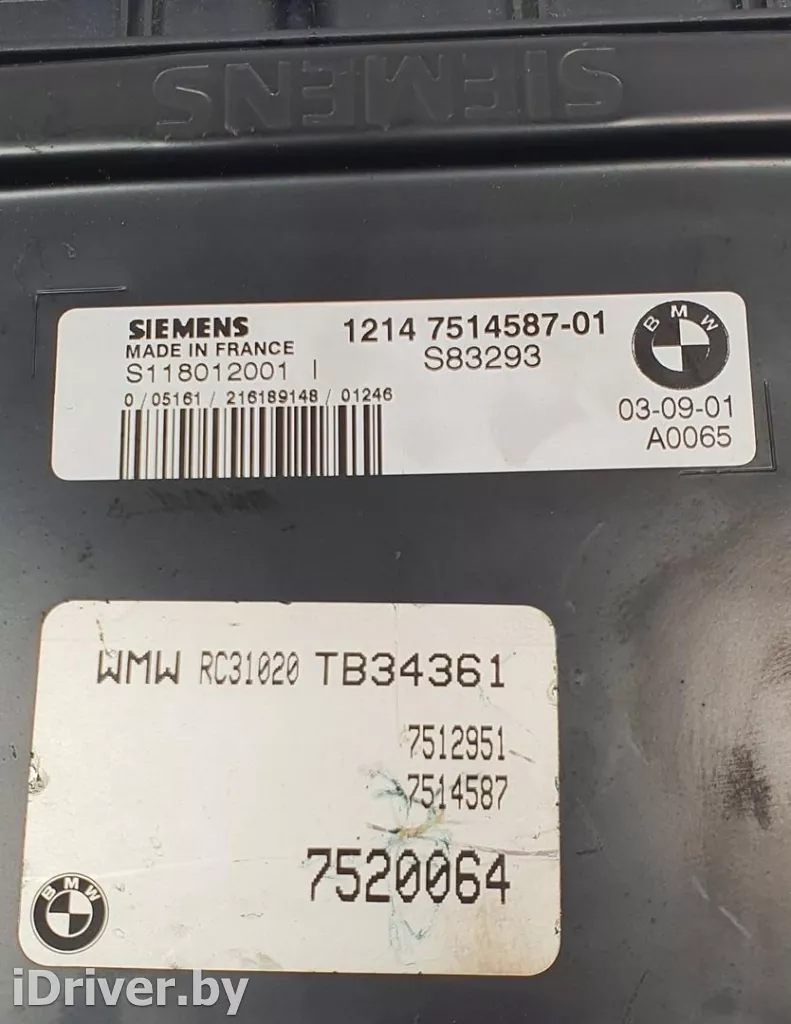 SIEMENS
SIEMENS
MADE IN FRANCE
S118012001 I
1214 7514587-01
S83293
BMW
03-09-01
A0065
0 / 05161 / 216189148 / 01246
WMW RC31020 TB34361
7512951
7514587
7520064
BMW
iDriver.by